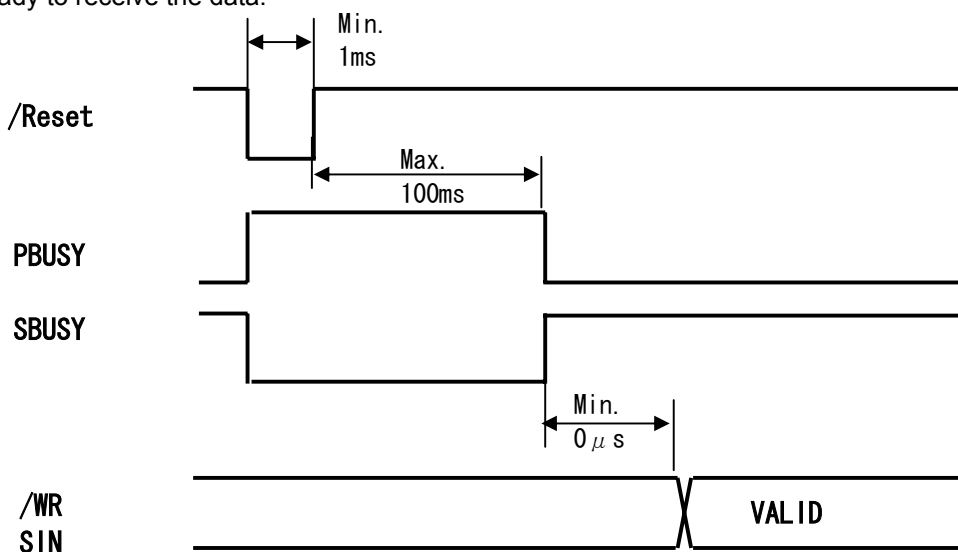 ready to receive the data.
Min.
1ms
/Reset
Max.
100ms
PBUSY
SBUSY
Min.
0μs
/WR
VALID
SIN